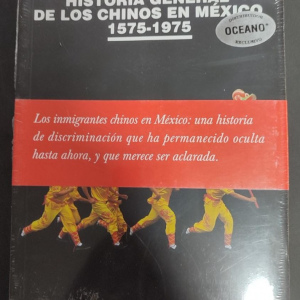 HISTORIA GENERAL
DE LOS CHINOS EN MÉXICO
1575-1975
OCEANO
Los inmigrantes chinos en México: una historia
de discriminación que ha permanecido oculta
hasta ahora, y que merece ser aclarada.